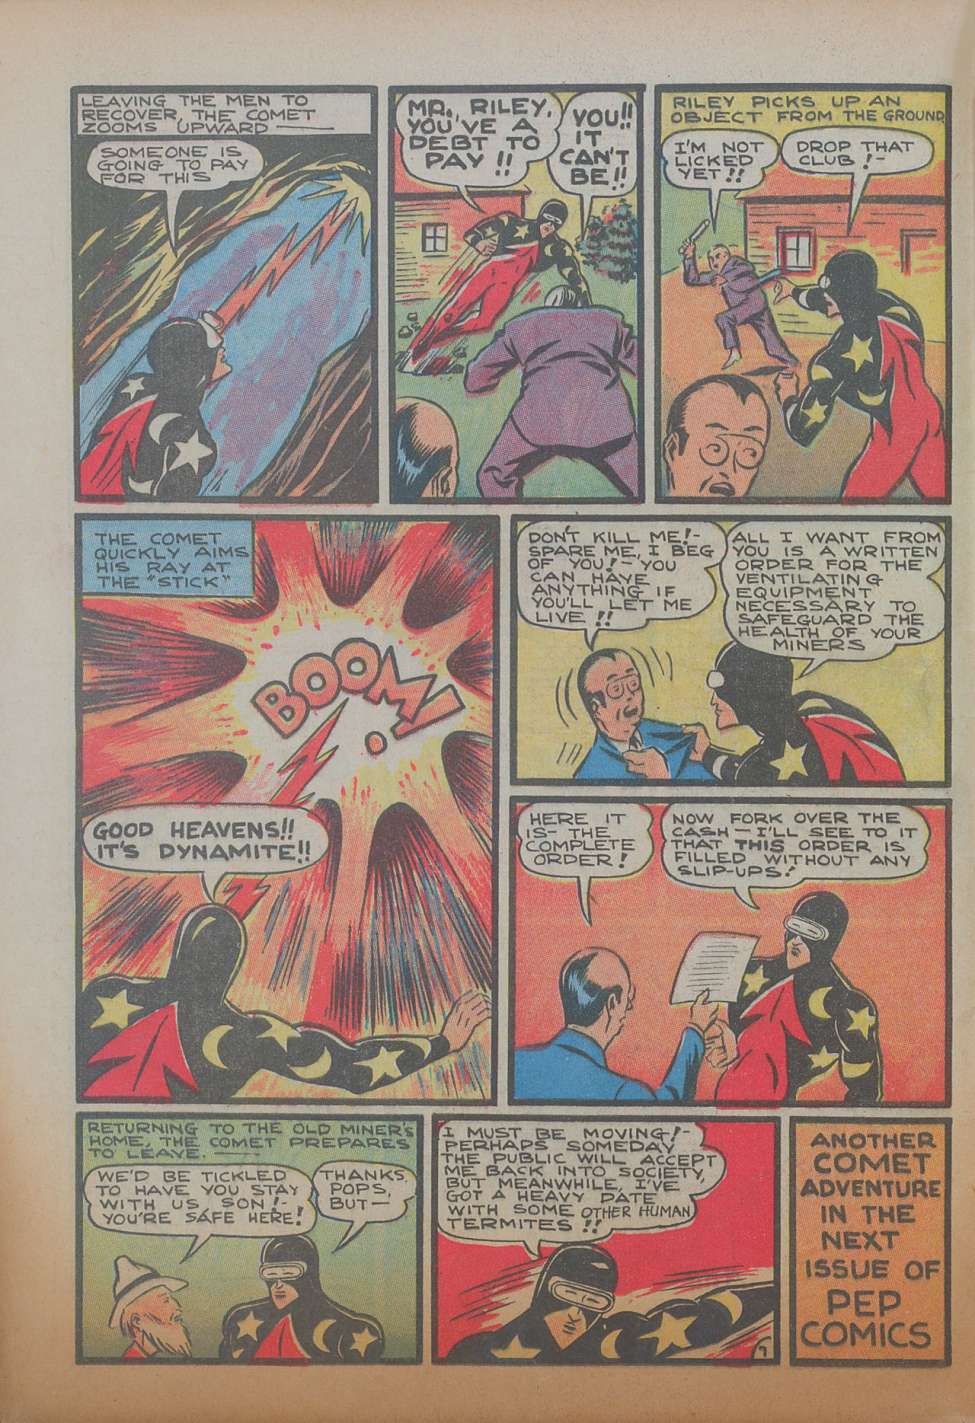 LEAVING THE MEN TO
RECOVER, THE COMET
ZOOMS UPWARD —
SOMEONE IS
GOING TO PAY
FOR THIS
MR. RILEY,
YOU'VE A
DEBT TO
PAY!!
YOU!!
IT
CAN'T
BE!!
RILEY PICKS UP AN
OBJECT FROM THE GROUND
I'M NOT
LICKED
YET!!
DROP THAT
CLUB!-
THE COMET
QUICKLY AIMS
HIS RAY AT
THE "STICK"
BOOM!
GOOD HEAVENS!!
IT'S DYNAMITE!!
DON'T KILL ME!-
SPARE ME, I BEG
OF YOU!- YOU
CAN HAVE
ANYTHING IF
YOU'LL LET ME
LIVE!!
ALL I WANT FROM
YOU IS A WRITTEN
ORDER FOR THE
VENTILATING
EQUIPMENT
NECESSARY TO
SAFEGUARD THE
HEALTH OF YOUR
MINERS
HERE IT
IS- THE
COMPLETE
ORDER!
NOW FORK OVER THE
CASH — I'LL SEE TO IT
THAT THIS ORDER IS
FILLED WITHOUT ANY
SLIP-UPS!
RETURNING TO THE OLD MINER'S
HOME, THE COMET PREPARES
TO LEAVE. —
WE'D BE TICKLED
TO HAVE YOU STAY
WITH US, SON!-
YOU'RE SAFE HERE!
THANKS,
POPS,
BUT—
I MUST BE MOVING!-
PERHAPS SOMEDAY
THE PUBLIC WILL ACCEPT
ME BACK INTO SOCIETY,
BUT MEANWHILE, I'VE
GOT A HEAVY DATE
WITH SOME OTHER HUMAN
TERMITES!!
7
ANOTHER
COMET
ADVENTURE
IN THE
NEXT
ISSUE OF
PEP
COMICS